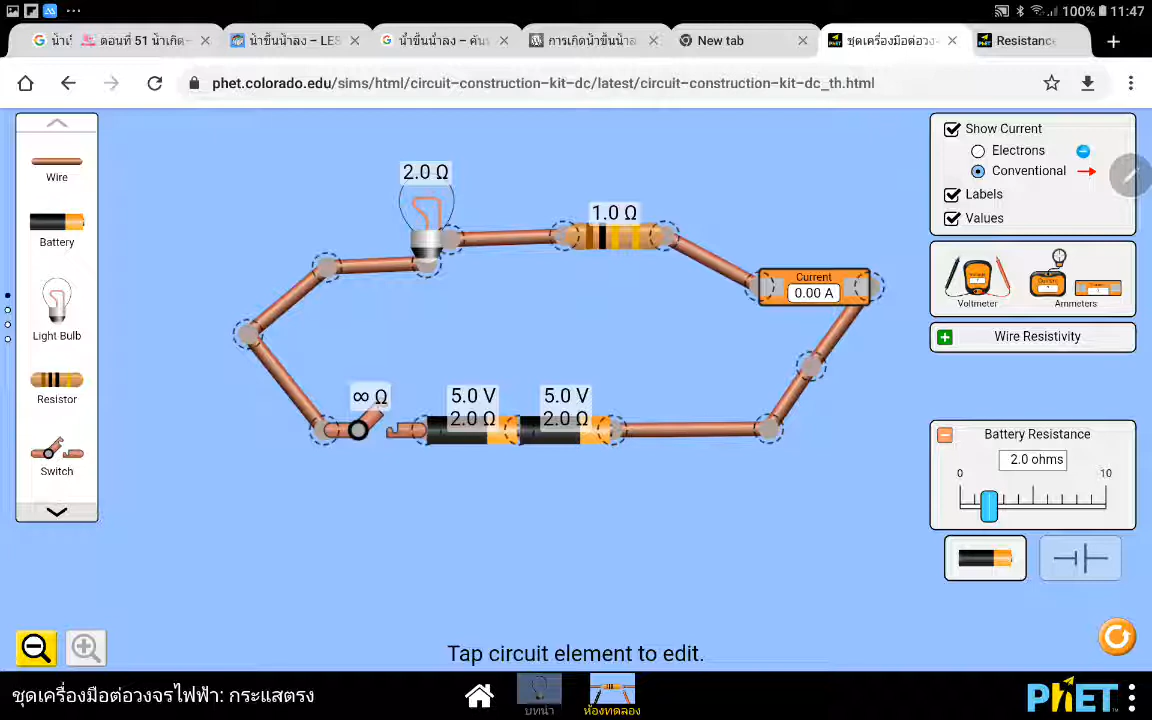 100% 11:47
น้ำเ
ตอนที่ 51 น้ำเกิด-
น้ำขึ้นน้ำลง – LES
น้ำขึ้นน้ำลง – ค้น
การเกิดน้ำขึ้นน้ำล
New tab
ชุดเครื่องมือต่อวงจ
Resistance
phet.colorado.edu/sims/html/circuit-construction-kit-dc/latest/circuit-construction-kit-dc_th.html
Wire
Battery
Light Bulb
Resistor
Switch
2.0 Ω
1.0 Ω
Current
0.00 A
∞ Ω
5.0 V
2.0 Ω
5.0 V
2.0 Ω
Show Current
Electrons
Conventional
Labels
Values
Voltmeter
Current
Ammeters
Wire Resistivity
Battery Resistance
2.0 ohms
0
10
Tap circuit element to edit.
ชุดเครื่องมือต่อวงจรไฟฟ้า: กระแสตรง
บทนำ
ห้องทดลอง
PhET